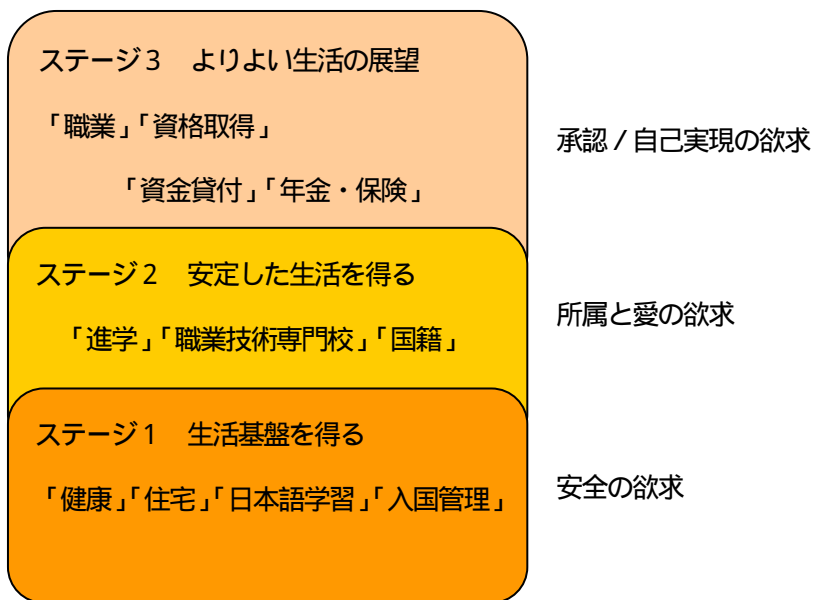 ステージ３　よりよい生活の展望
「職業」「資格取得」
承認／自己実現の欲求
「資金貸付」「年金・保険」
ステージ２　安定した生活を得る
所属と愛の欲求
「進学」「職業技術専門校」「国籍」
ステージ１　生活基盤を得る
安全の欲求
「健康」「住宅」「日本語学習」「入国管理」